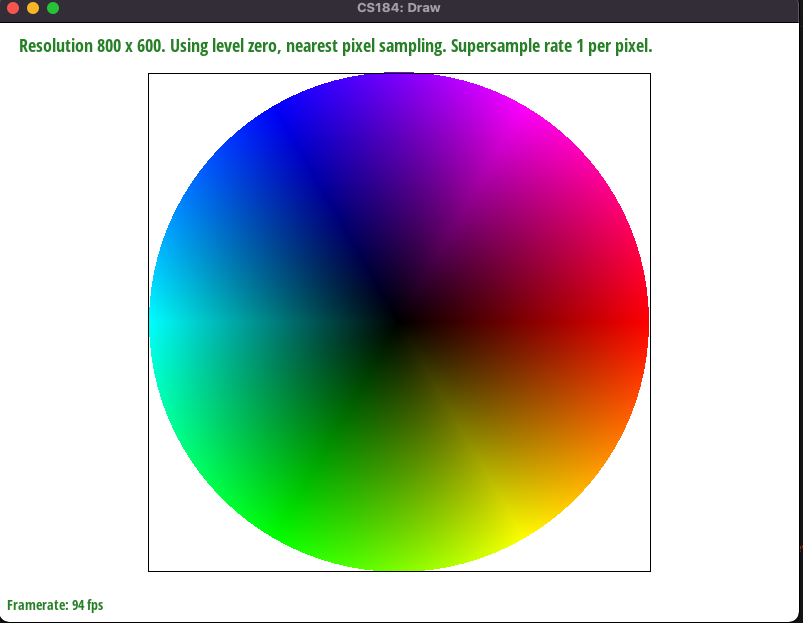 CS184: Draw
Resolution 800 x 600. Using level zero, nearest pixel sampling. Supersample rate 1 per pixel.
Framerate: 94 fps